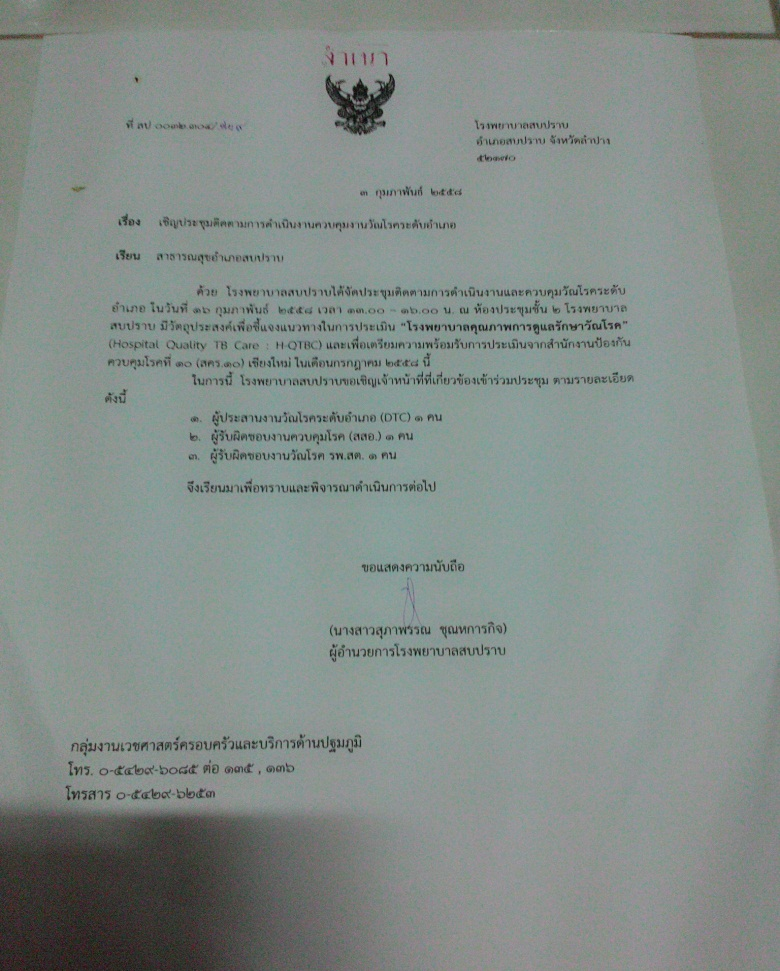 สำเนา
ที่ ลป ๐๐๓๒.๓๐๑/
โรงพยาบาลสบปราบ
อำเภอสบปราบ จังหวัดลำปาง
๕๒๑๗๐
๓ กุมภาพันธ์ ๒๕๕๘
เรื่อง เชิญประชุมติดตามการดำเนินงานควบคุมงานวัณโรคระดับอำเภอ
เรียน สาธารณสุขอำเภอสบปราบ
ด้วย โรงพยาบาลสบปราบได้จัดประชุมติดตามการดำเนินงานและควบคุมวัณโรคระดับ
อำเภอ ในวันที่ ๑๖ กุมภาพันธ์ ๒๕๕๘ เวลา ๑๓.๐๐ – ๑๖.๐๐ น. ณ ห้องประชุมชั้น ๒ โรงพยาบาล
สบปราบ มีวัตถุประสงค์เพื่อชี้แจงแนวทางในการประเมิน “โรงพยาบาลคุณภาพการดูแลรักษาวัณโรค”
(Hospital Quality TB Care : H-QTBC) และเพื่อเตรียมความพร้อมรับการประเมินจากสำนักงานป้องกัน
ควบคุมโรคที่ ๑๐ (สคร.๑๐) เชียงใหม่ ในเดือนกรกฎาคม ๒๕๕๘ นี้
ในการนี้ โรงพยาบาลสบปราบขอเชิญเจ้าหน้าที่ที่เกี่ยวข้องเข้าร่วมประชุม ตามรายละเอียด
ดังนี้
๑. ผู้ประสานงานวัณโรคระดับอำเภอ (DTC) ๑ คน
๒. ผู้รับผิดชอบงานควบคุมโรค (สสอ.) ๑ คน
๓. ผู้รับผิดชอบงานวัณโรค รพ.สต. ๑ คน
จึงเรียนมาเพื่อทราบและพิจารณาดำเนินการต่อไป
ขอแสดงความนับถือ
(นางสาวสุภาพรรณ ชุณหการกิจ)
ผู้อำนวยการโรงพยาบาลสบปราบ
กลุ่มงานเวชศาสตร์ครอบครัวและบริการด้านปฐมภูมิ
โทร. ๐-๕๔๒๙-๖๐๘๕ ต่อ ๑๓๕ , ๑๓๖
โทรสาร ๐-๕๔๒๙-๖๒๕๓